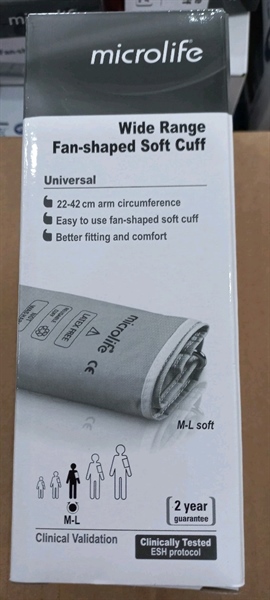 microlife®
Wide Range
Fan-shaped Soft Cuff
Universal
22-42 cm arm circumference
Easy to use fan-shaped soft cuff
Better fitting and comfort
microlife®
LATEX FREE
CE
M-L soft
M-L
2 year
guarantee
Clinical Validation
Clinically Tested
ESH protocol